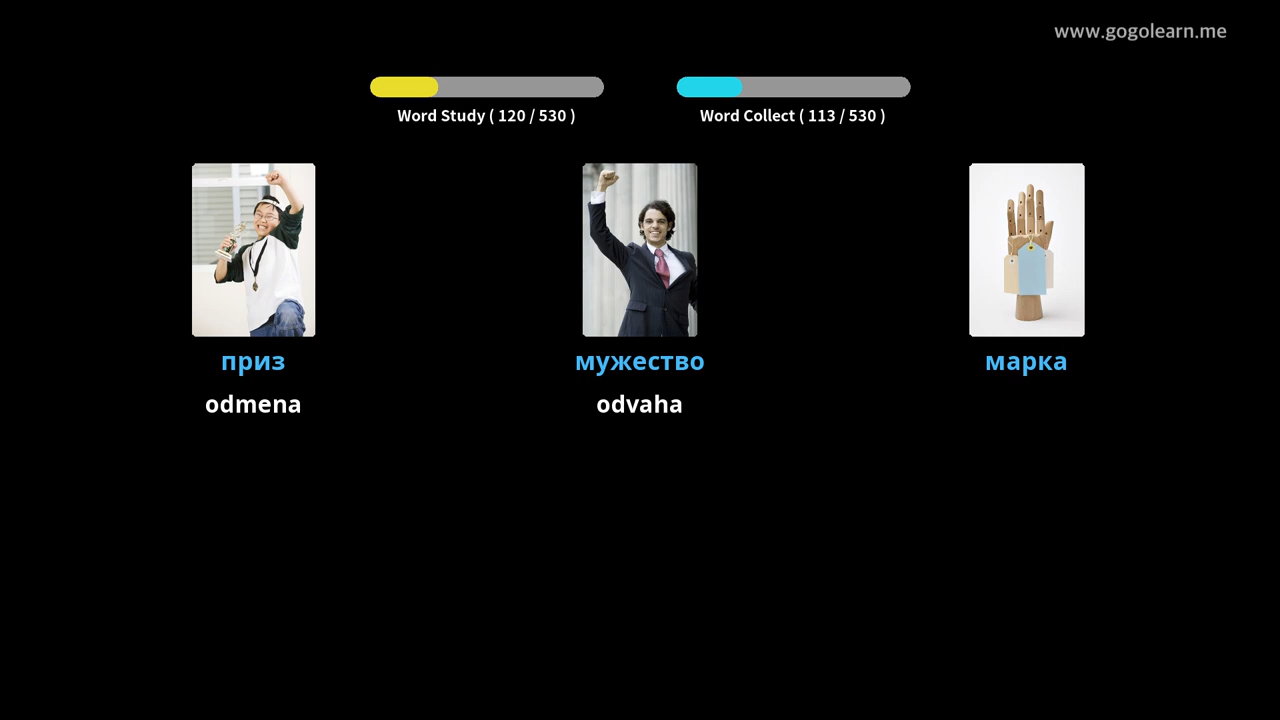 www.gogolearn.me
Word Study ( 120 / 530 )
Word Collect ( 113 / 530 )
приз
мужество
марка
odmena
odvaha